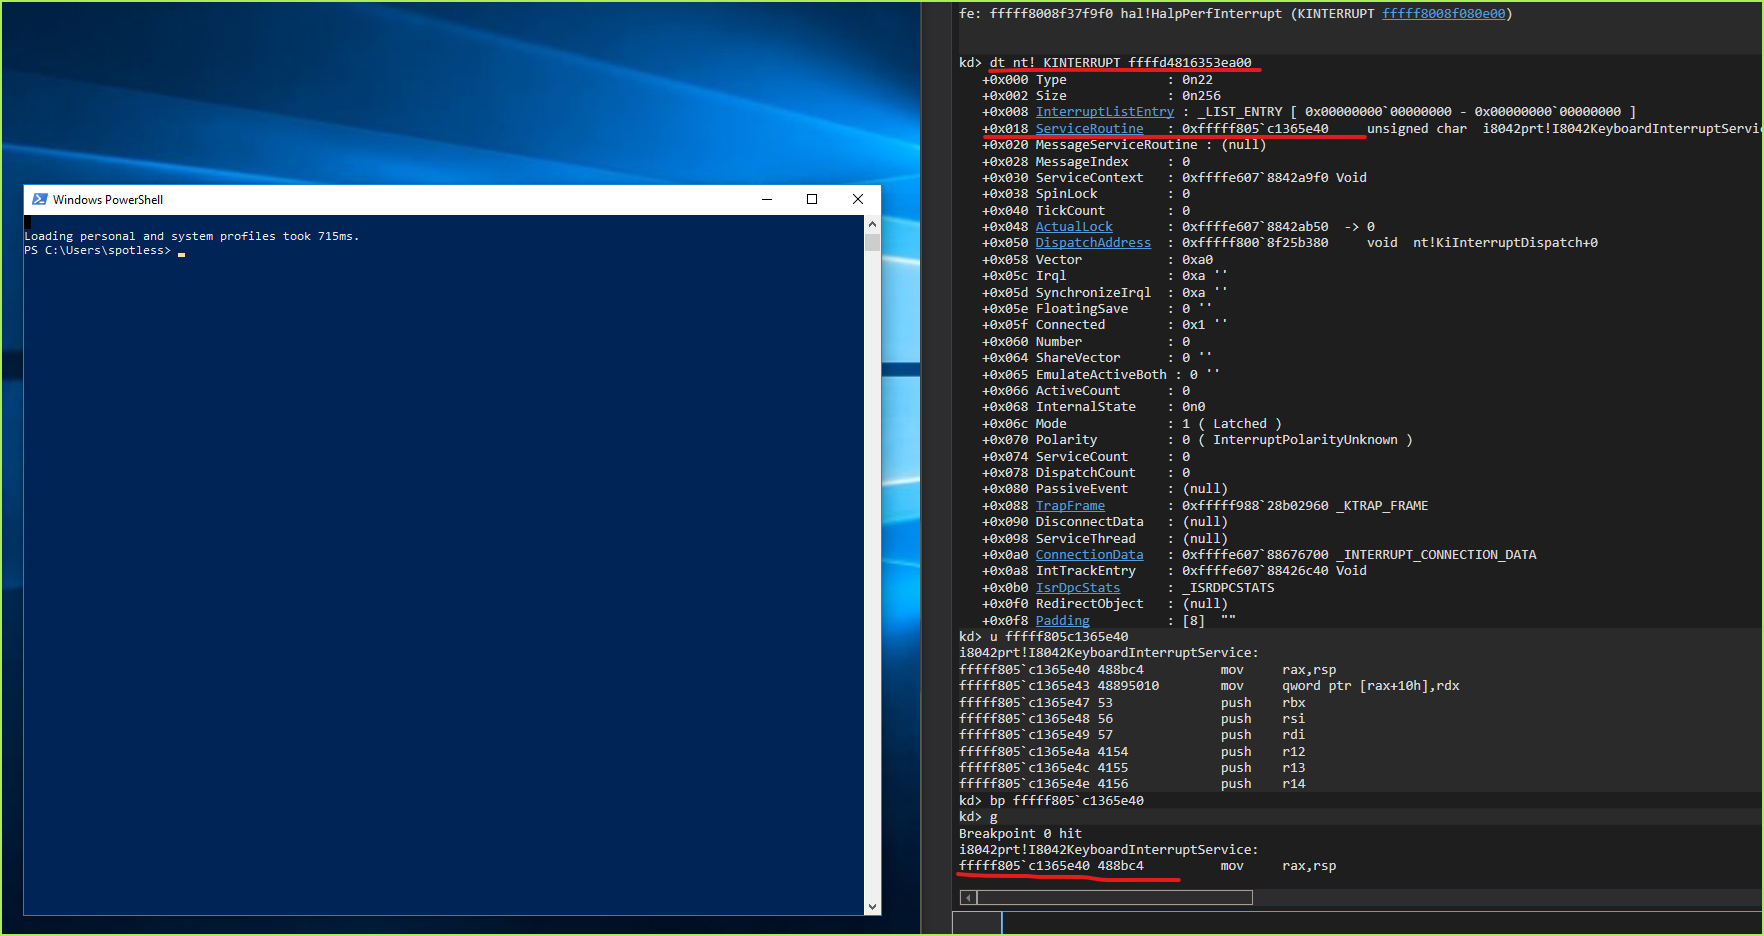 Windows PowerShell
Loading personal and system profiles took 715ms.
PS C:\Users\spotless>
fe: fffff8008f37f9f0 hal!HalpPerfInterrupt (KINTERRUPT fffff8008f080e00)
kd> dt nt!_KINTERRUPT ffffd4816353ea00
+0x000 Type : 0n22
+0x002 Size : 0n256
+0x008 InterruptListEntry : _LIST_ENTRY [ 0x00000000`00000000 - 0x00000000`00000000 ]
+0x018 ServiceRoutine : 0xfffff805`c1365e40 unsigned char i8042prt!I8042KeyboardInterruptServi
+0x020 MessageServiceRoutine : (null)
+0x028 MessageIndex : 0
+0x030 ServiceContext : 0xffffe607`8842a9f0 Void
+0x038 SpinLock : 0
+0x040 TickCount : 0
+0x048 ActualLock : 0xffffe607`8842ab50 -> 0
+0x050 DispatchAddress : 0xfffff800`8f25b380 void nt!KiInterruptDispatch+0
+0x058 Vector : 0xa0
+0x05c Irql : 0xa ''
+0x05d SynchronizeIrql : 0xa ''
+0x05e FloatingSave : 0 ''
+0x05f Connected : 0x1 ''
+0x060 Number : 0
+0x064 ShareVector : 0 ''
+0x065 EmulateActiveBoth : 0 ''
+0x066 ActiveCount : 0
+0x068 InternalState : 0n0
+0x06c Mode : 1 ( Latched )
+0x070 Polarity : 0 ( InterruptPolarityUnknown )
+0x074 ServiceCount : 0
+0x078 DispatchCount : 0
+0x080 PassiveEvent : (null)
+0x088 TrapFrame : 0xfffff988`28b02960 _KTRAP_FRAME
+0x090 DisconnectData : (null)
+0x098 ServiceThread : (null)
+0x0a0 ConnectionData : 0xffffe607`88676700 _INTERRUPT_CONNECTION_DATA
+0x0a8 IntTrackEntry : 0xffffe607`88426c40 Void
+0x0b0 IsrDpcStats : _ISRDPCSTATS
+0x0f0 RedirectObject : (null)
+0x0f8 Padding : [8] ""
kd> u fffff805c1365e40
i8042prt!I8042KeyboardInterruptService:
fffff805`c1365e40 488bc4 mov rax,rsp
fffff805`c1365e43 48895010 mov qword ptr [rax+10h],rdx
fffff805`c1365e47 53 push rbx
fffff805`c1365e48 56 push rsi
fffff805`c1365e49 57 push rdi
fffff805`c1365e4a 4154 push r12
fffff805`c1365e4c 4155 push r13
fffff805`c1365e4e 4156 push r14
kd> bp fffff805`c1365e40
kd> g
Breakpoint 0 hit
i8042prt!I8042KeyboardInterruptService:
fffff805`c1365e40 488bc4 mov rax,rsp